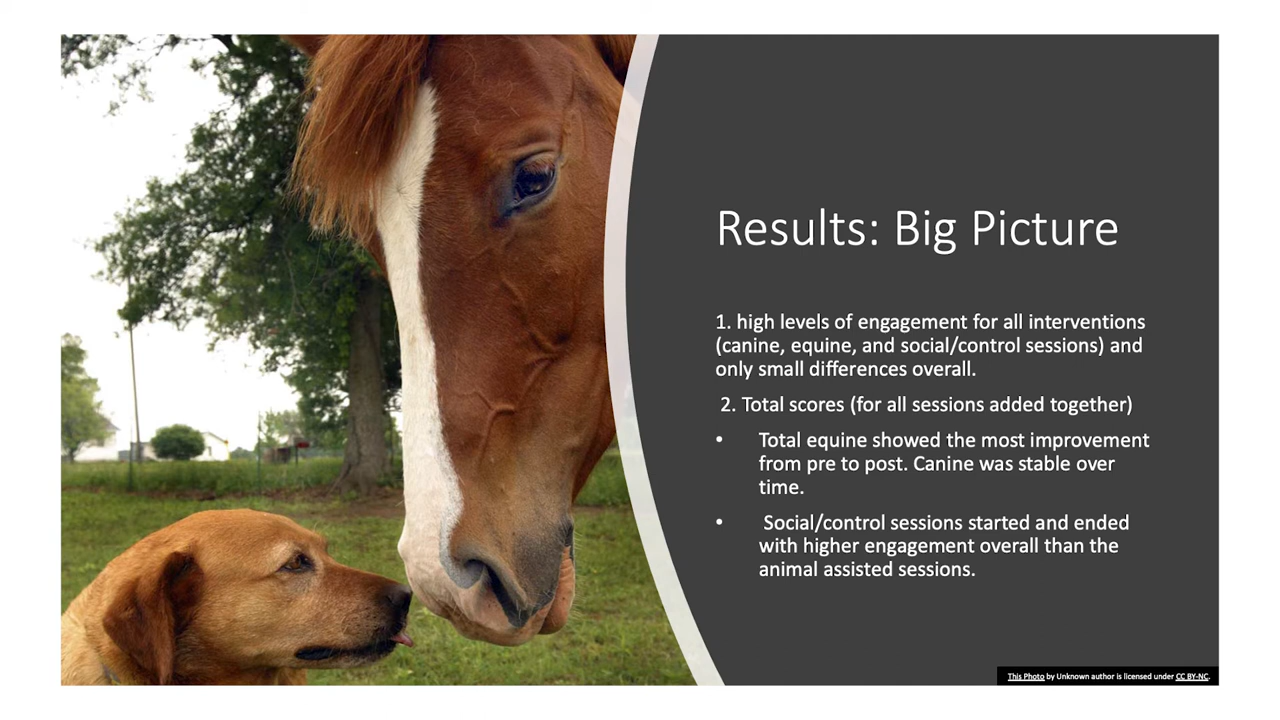 Results: Big Picture
1. high levels of engagement for all interventions
(canine, equine, and social/control sessions) and
only small differences overall.
2. Total scores (for all sessions added together)
• Total equine showed the most improvement
from pre to post. Canine was stable over
time.
• Social/control sessions started and ended
with higher engagement overall than the
animal assisted sessions.
This Photo by Unknown author is licensed under CC BY-NC.